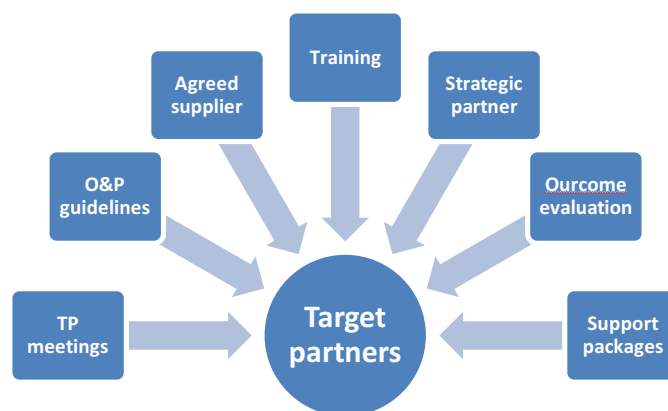 Training
Agreed
supplier
Strategic
partner
O&P
guidelines
Ourcome
evaluation
TP
meetings
Target
partners
Support
packages